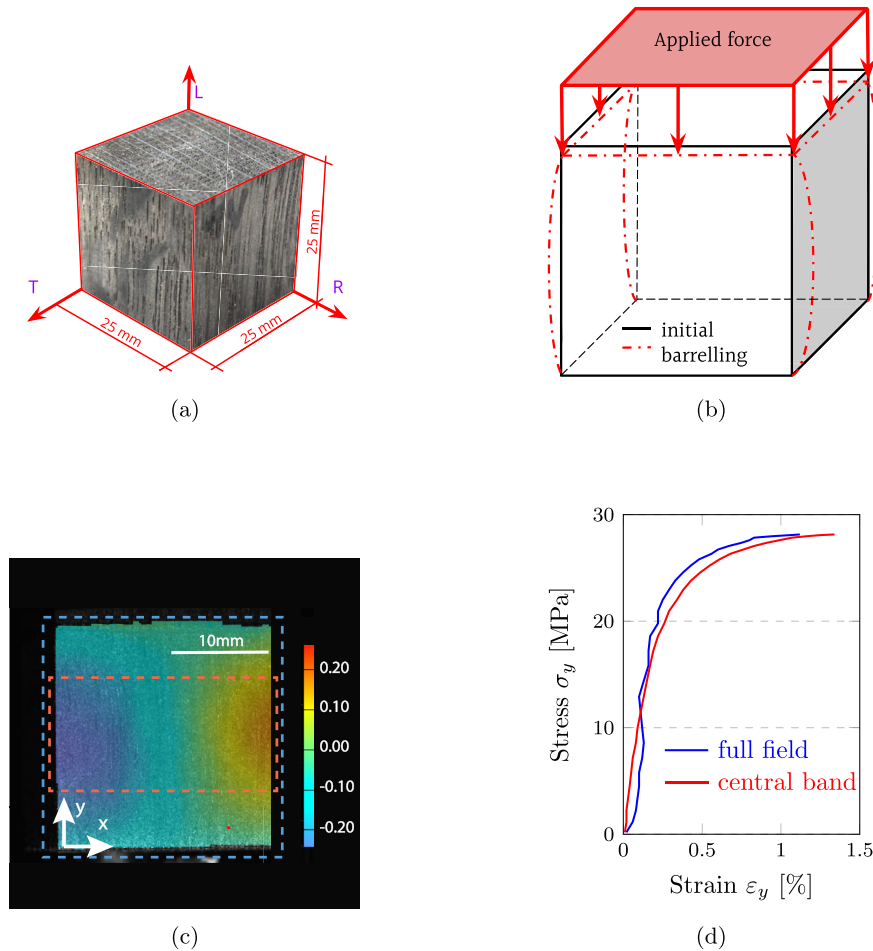 L
T
R
25 mm
25 mm
25 mm
(a)
Applied force
initial
barrelling
(b)
10mm
0.20
0.10
0.00
-0.10
-0.20
y
x
(c)
30
20
10
0
0
0.5
1
1.5
Stress σy [MPa]
full field
central band
Strain εy [%]
(d)